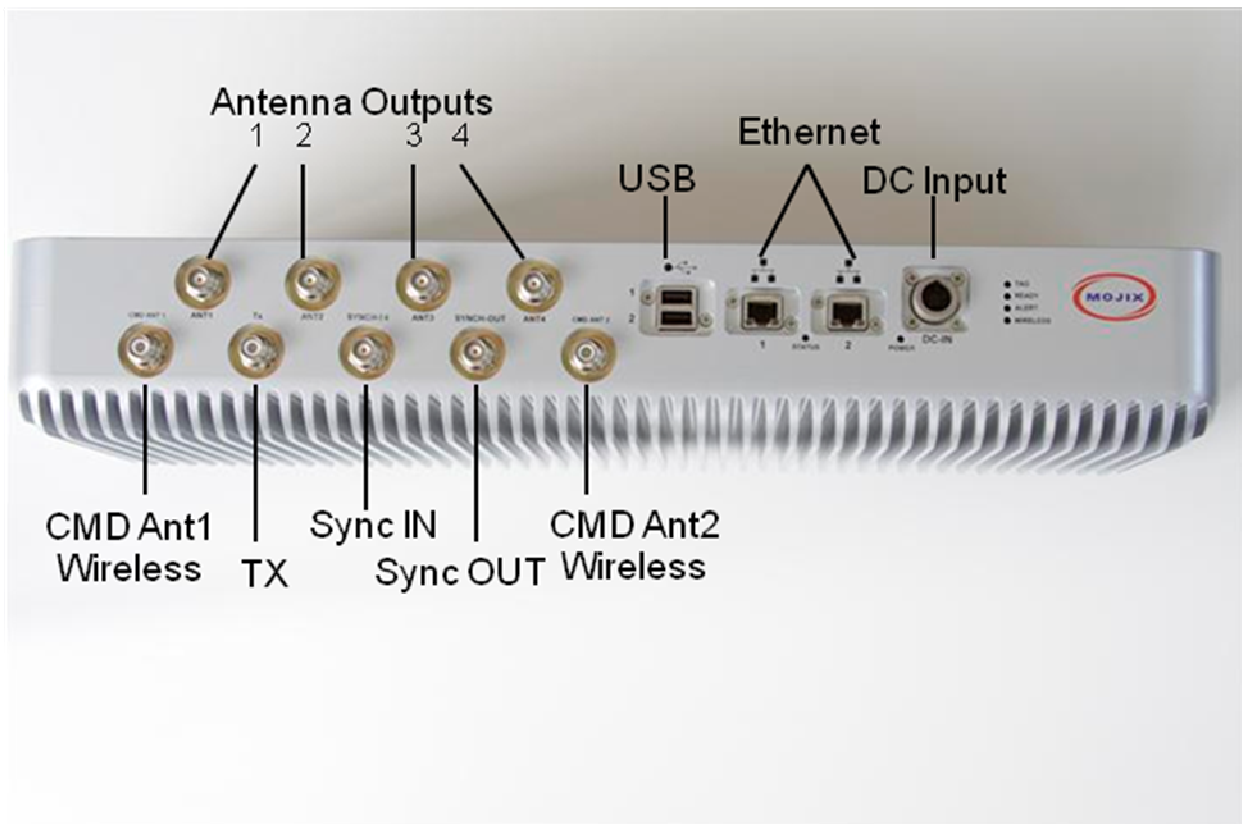 Antenna Outputs
1 2 3 4
Ethernet
USB
DC Input
1
2
CMD ANT 1
ANT1
TX
ANT2
SYNCH-IN
ANT3
SYNCH-OUT
ANT4
CMD ANT 2
1
STATUS
2
POWER
DC-IN
TAG
READY
ALERT
WIRELESS
MOJIX
CMD Ant1
Wireless
TX
Sync IN
Sync OUT
CMD Ant2
Wireless